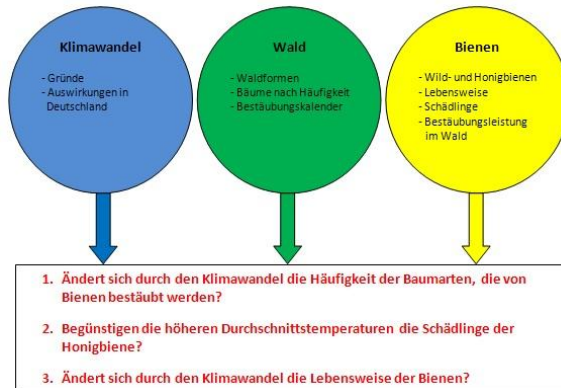 Klimawandel
- Gründe
- Auswirkungen in
Deutschland
Wald
- Waldformen
- Bäume nach Häufigkeit
- Bestäubungskalender
Bienen
- Wild- und Honigbienen
- Lebensweise
- Schädlinge
- Bestäubungsleistung
im Wald
1. Ändert sich durch den Klimawandel die Häufigkeit der Baumarten, die von
Bienen bestäubt werden?
2. Begünstigen die höheren Durchschnittstemperaturen die Schädlinge der
Honigbiene?
3. Ändert sich durch den Klimawandel die Lebensweise der Bienen?